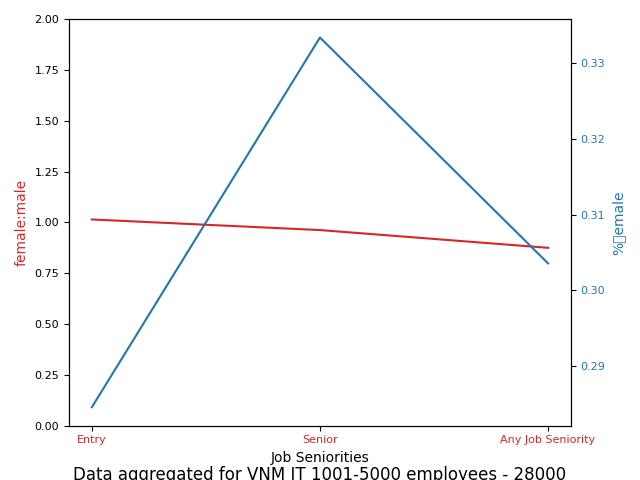 2.00
1.75
1.50
1.25
1.00
0.75
0.50
0.25
0.00
female:male
0.33
0.32
0.31
0.30
0.29
%▯emale
Entry Senior Any Job Seniority
Job Seniorities
Data aggregated for VNM IT 1001-5000 employees - 28000